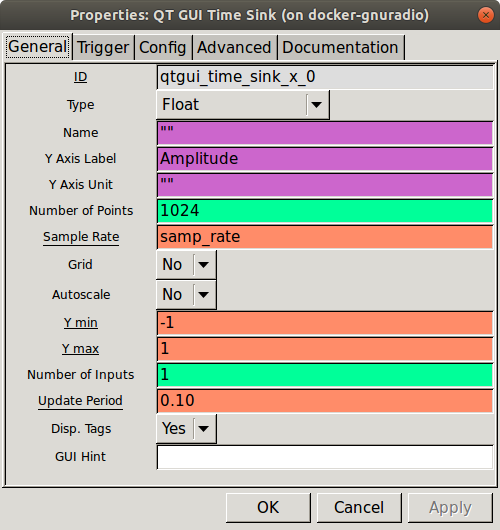 Properties: QT GUI Time Sink (on docker-gnuradio)
General Trigger Config Advanced Documentation
ID qtgui_time_sink_x_0
Type Float
Name ""
Y Axis Label Amplitude
Y Axis Unit ""
Number of Points 1024
Sample Rate samp_rate
Grid No
Autoscale No
Y min -1
Y max 1
Number of Inputs 1
Update Period 0.10
Disp. Tags Yes
GUI Hint
OK Cancel Apply